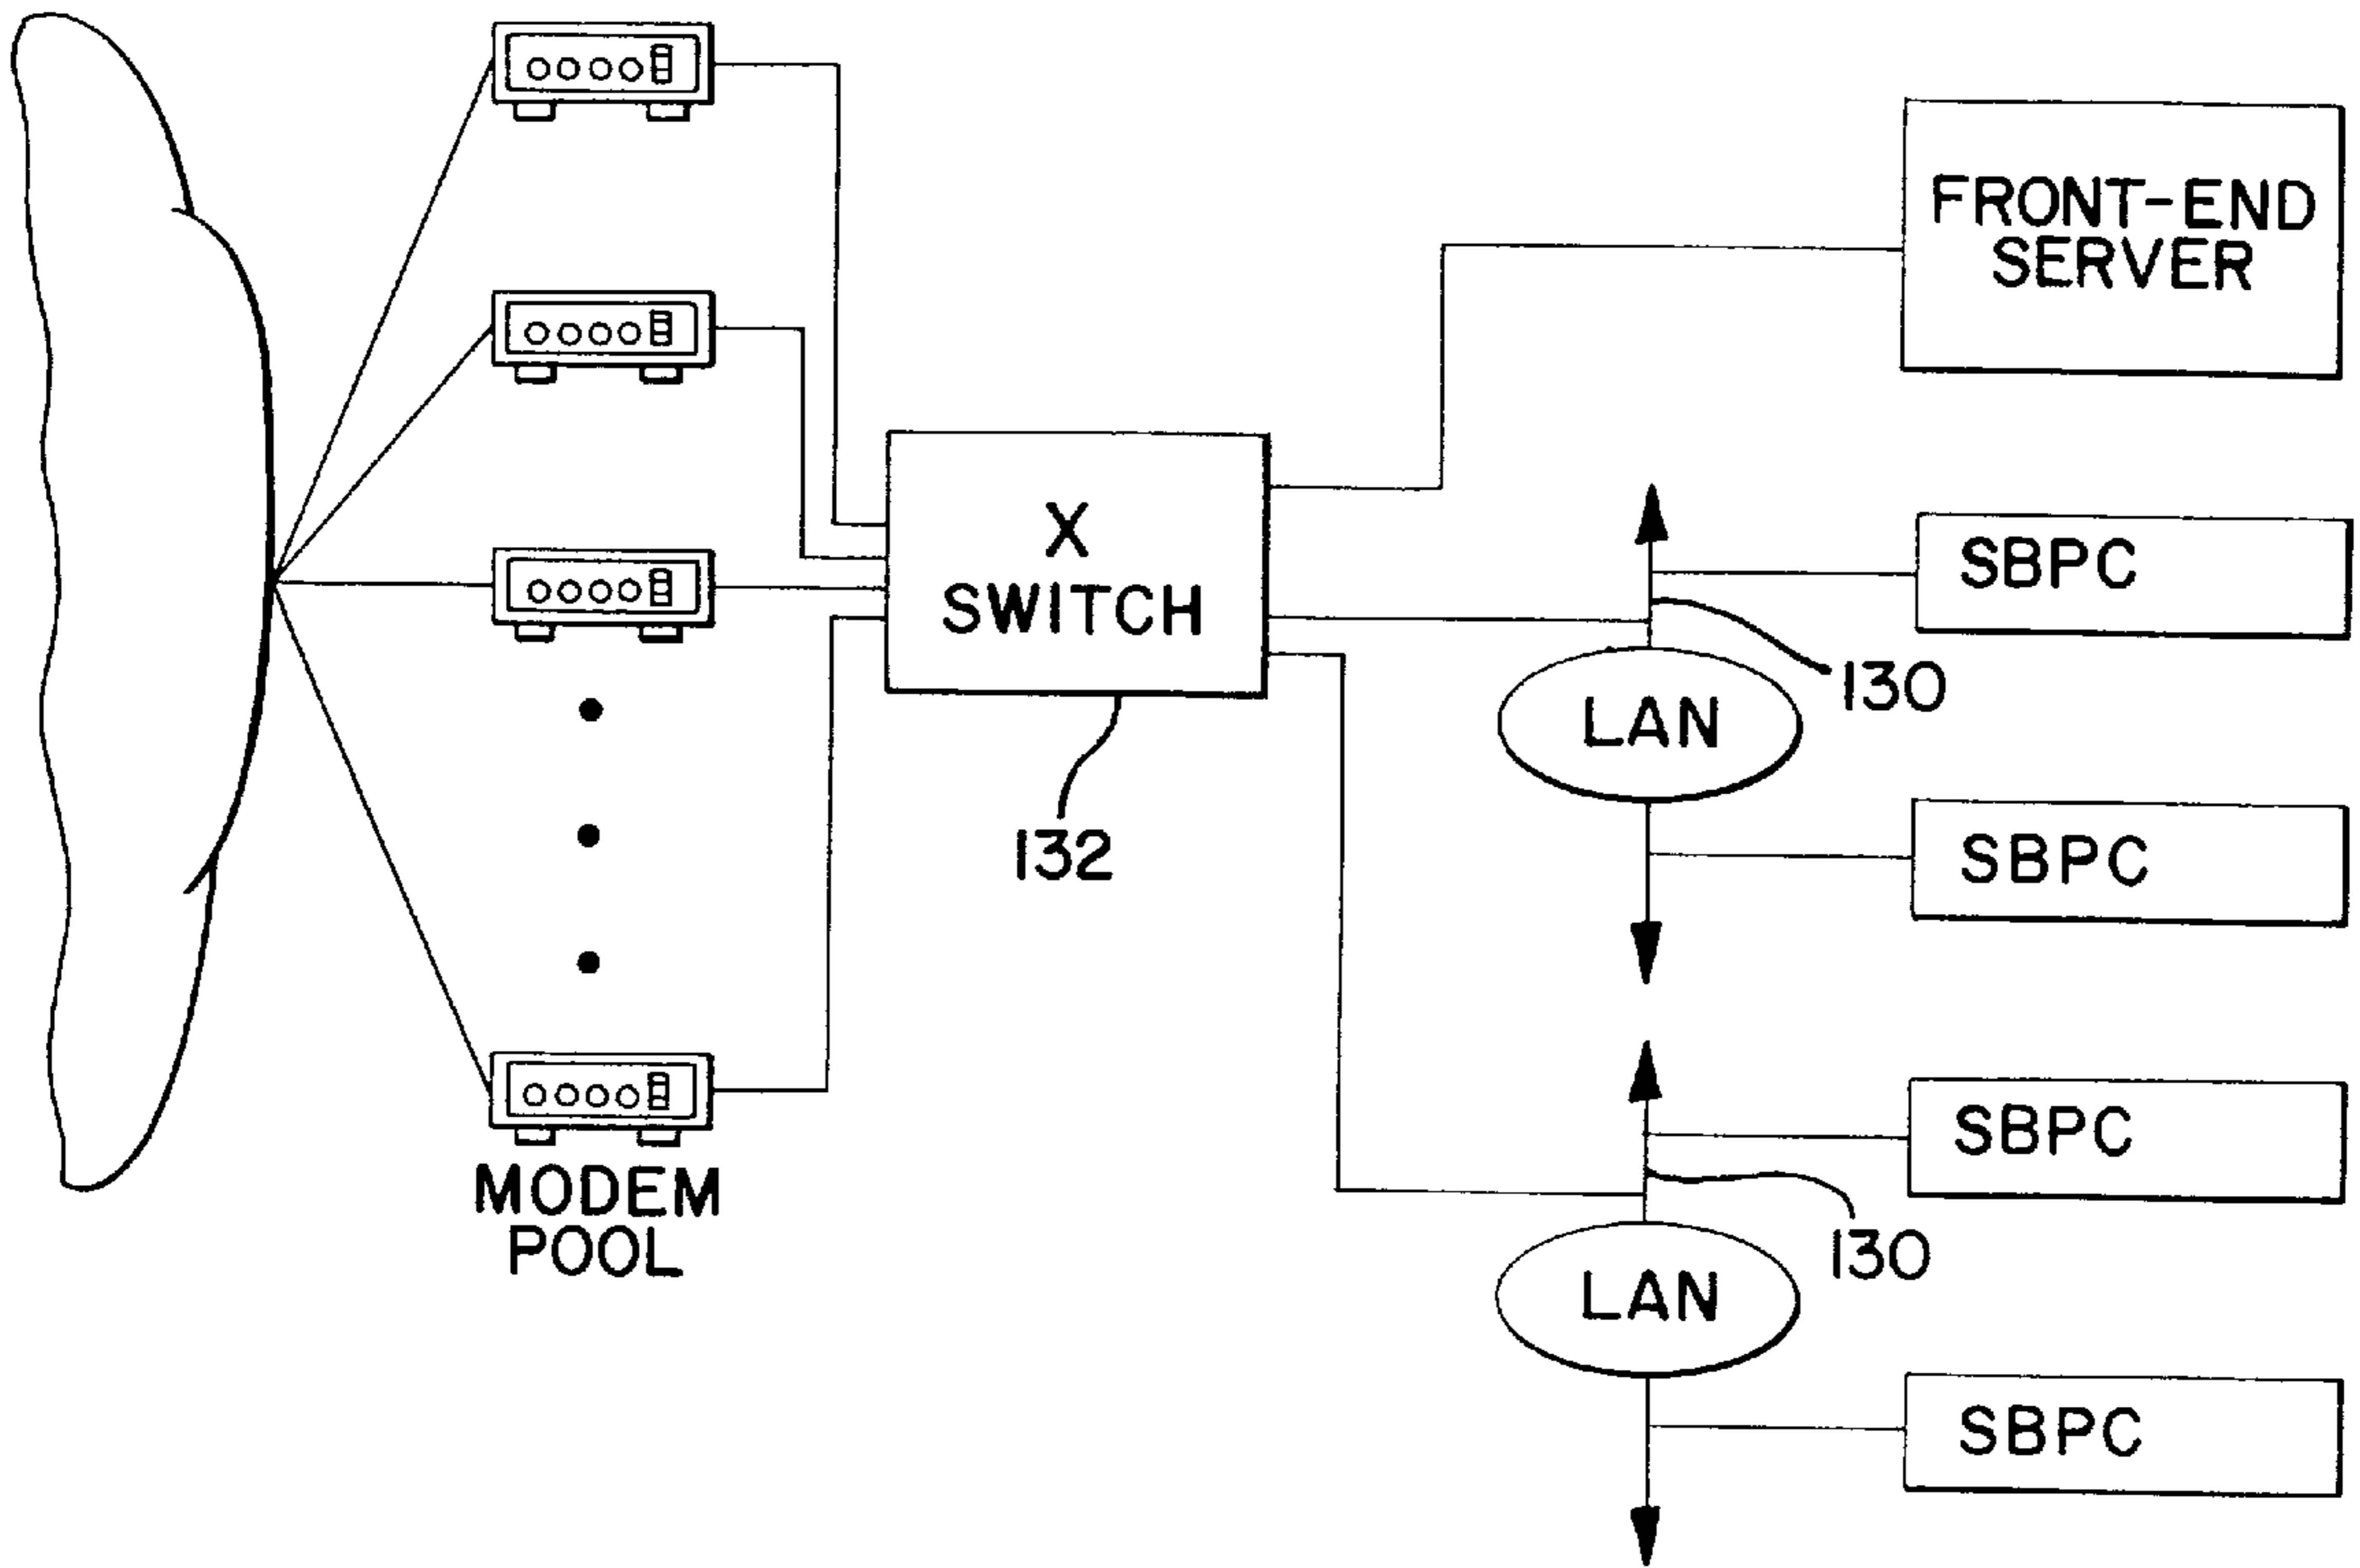 FRONT-END
SERVER
X
SWITCH
132
SBPC
130
LAN
SBPC
SBPC
130
LAN
SBPC
MODEM
POOL